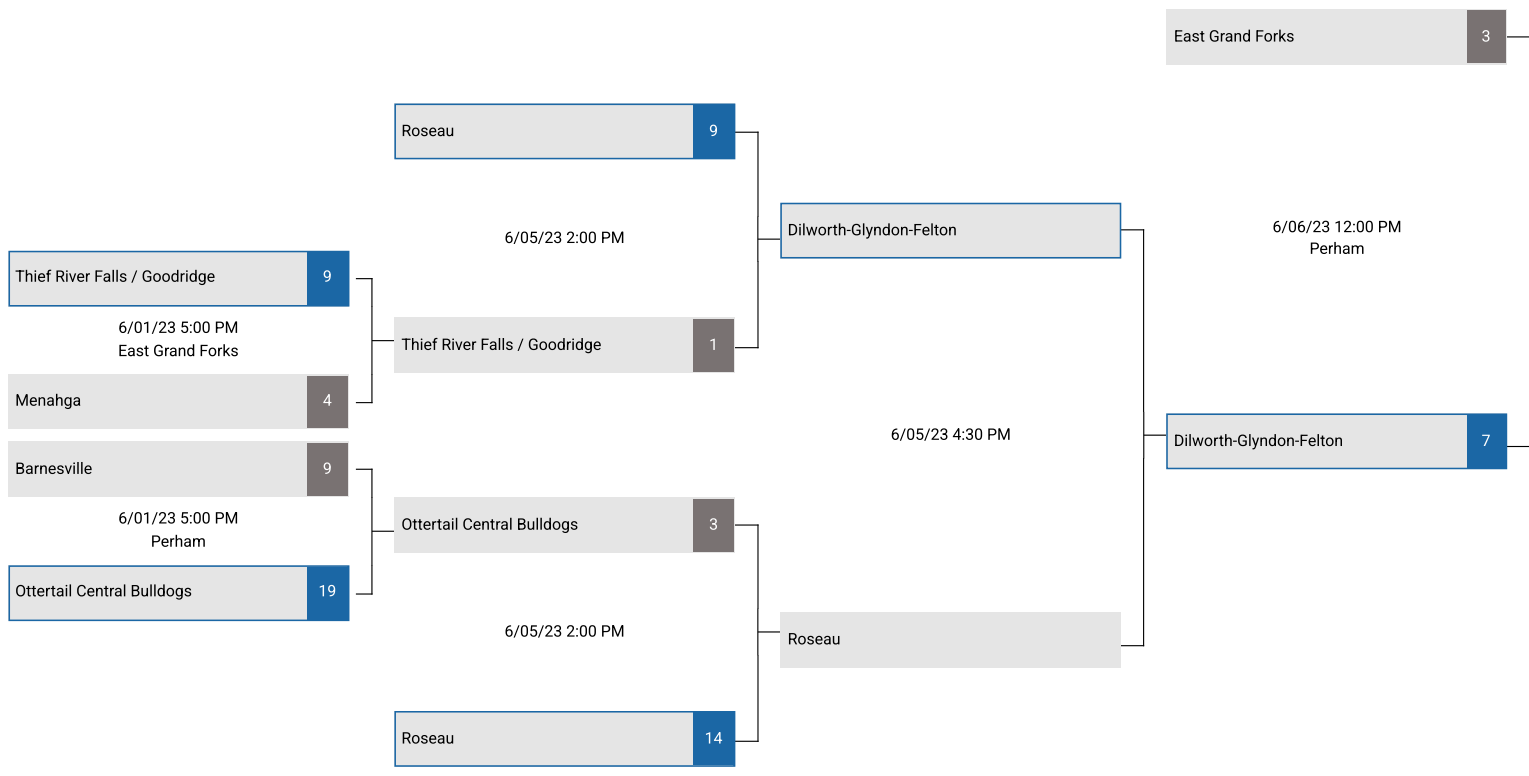 East Grand Forks 3
Roseau 9
Dilworth-Glyndon-Felton
6/06/23 12:00 PM
Perham
6/05/23 2:00 PM
Thief River Falls / Goodridge 9
6/01/23 5:00 PM
East Grand Forks
Thief River Falls / Goodridge 1
Menahga 4
6/05/23 4:30 PM
Dilworth-Glyndon-Felton 7
Barnesville 9
6/01/23 5:00 PM
Perham
Ottertail Central Bulldogs 3
Ottertail Central Bulldogs 19
6/05/23 2:00 PM
Roseau
Roseau 14